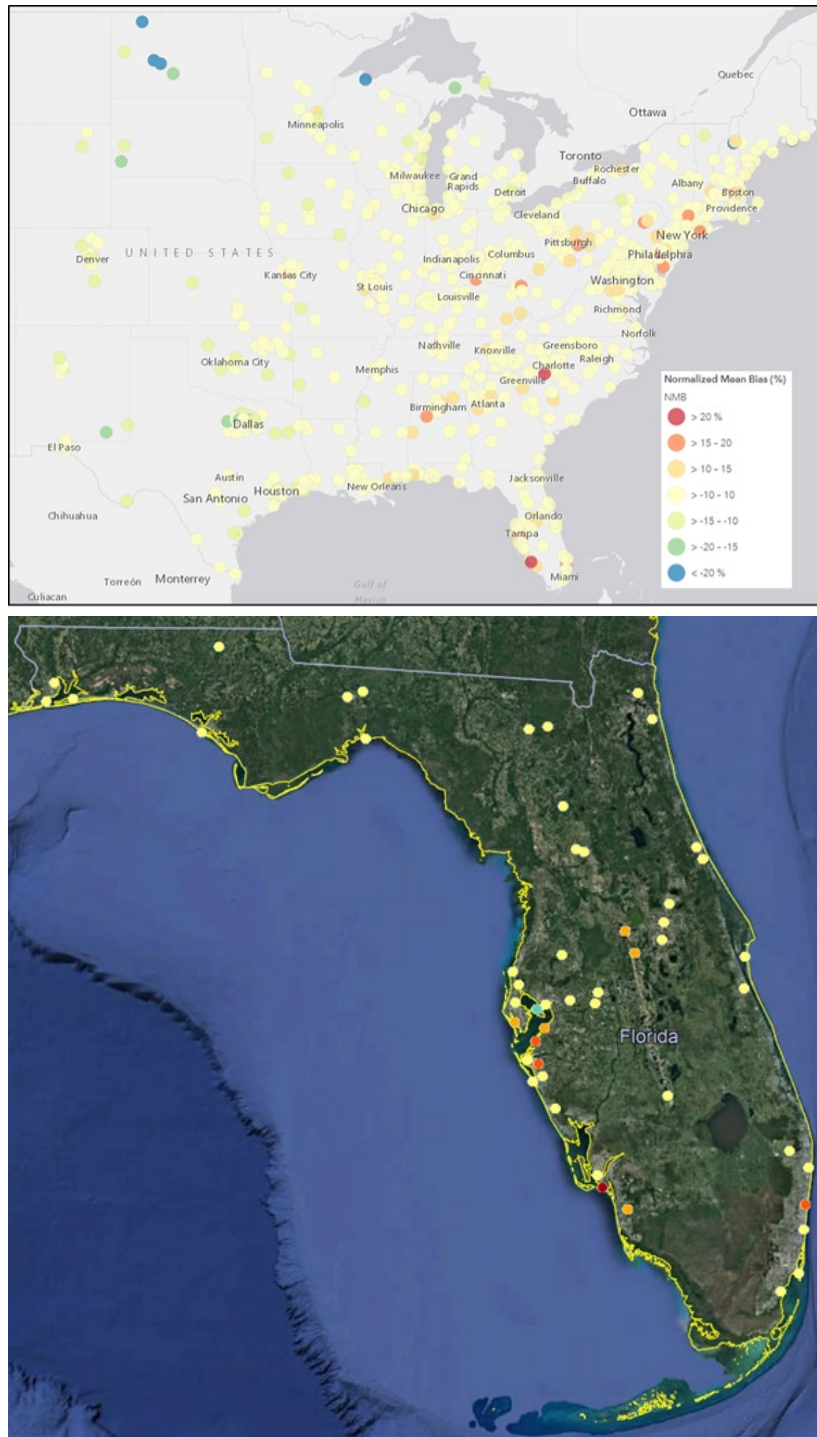 Quebec
Ottawa
Minneapolis
Toronto
Rochester
Buffalo
Albany
Boston
Providence
Milwaukee
Grand
Rapids
Detroit
Chicago
Cleveland
New York
Pittsburgh
Philadelphia
UNITED STATES
Denver
Indianapolis
Columbus
Kansas City
St Louis
Cincinnati
Washington
Louisville
Richmond
Norfolk
Nashville
Knoxville
Greensboro
Raleigh
Charlotte
Oklahoma City
Memphis
Greenville
Birmingham
Atlanta
Dallas
El Paso
Austin
San Antonio
Houston
New Orleans
Jacksonville
Chihuahua
Orlando
Tampa
Torreón
Monterrey
Gulf of
Mexico
Miami
Culiacan
Normalized Mean Bias (%)
NMB
> 20 %
> 15 - 20
> 10 - 15
> -10 - 10
> -15 - -10
> -20 - -15
< -20 %
Florida